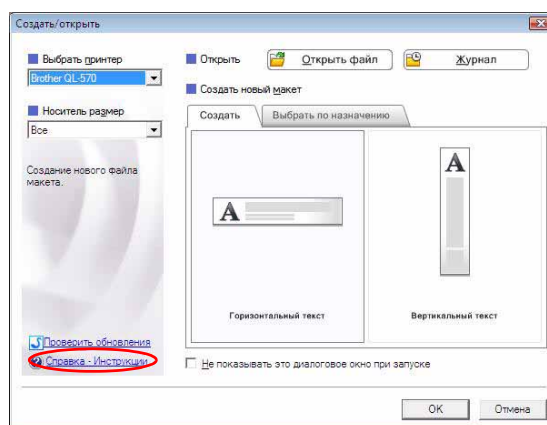 Создать/открыть
Выбрать принтер
Brother QL-570
Носитель размер
Все
Создание нового файла
макета.
Проверить обновления
Справка - Инструкции
Открыть
Открыть файл
Журнал
Создать новый макет
Создать
Выбрать по назначению
A
Горизонтальный текст
A
Вертикальный текст
Не показывать это диалоговое окно при запуске
OK
Отмена